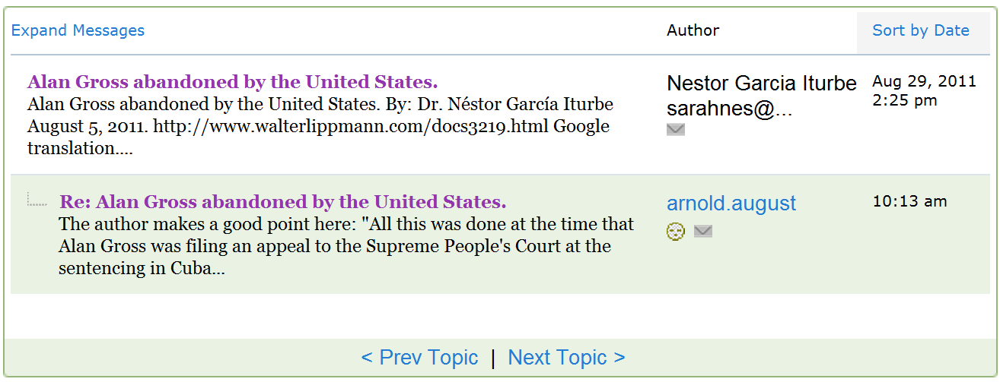 Expand Messages Author Sort by Date
Alan Gross abandoned by the United States.
Alan Gross abandoned by the United States. By: Dr. Néstor García Iturbe
August 5, 2011. http://www.walterlippmann.com/docs3219.html Google
translation....
Nestor Garcia Iturbe
sarahnes@...
Aug 29, 2011
2:25 pm
Re: Alan Gross abandoned by the United States.
The author makes a good point here: "All this was done at the time that
Alan Gross was filing an appeal to the Supreme People's Court at the
sentencing in Cuba...
arnold.august
10:13 am
< Prev Topic | Next Topic >